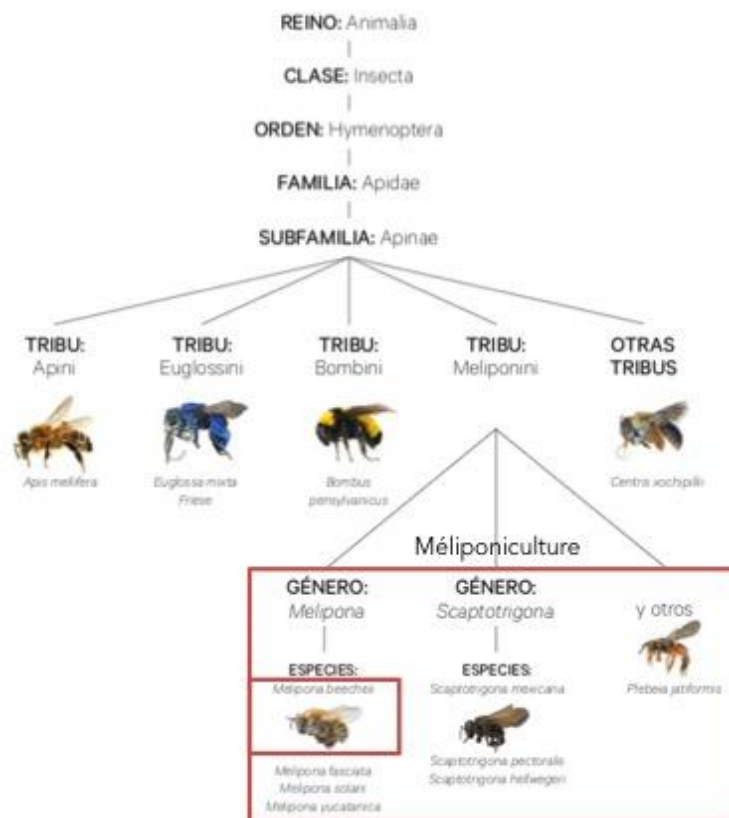 REINO: Animalia
CLASE: Insecta
ORDEN: Hymenoptera
FAMILIA: Apidae
SUBFAMILIA: Apinae
TRIBU:
Apini
Apis mellifera
TRIBU:
Euglossini
Euglossa mixta
Friese
TRIBU:
Bombini
Bombus
pensylvanicus
TRIBU:
Meliponini
OTRAS
TRIBUS
Centris xochipillii
Méliponiculture
GÉNERO:
Melipona
ESPECIES:
Melipona beecheii
Melipona fasciata
Melipona solani
Melipona yucatanica
GÉNERO:
Scaptotrigona
ESPECIES:
Scaptotrigona mexicana
Scaptotrigona pectoralis
Scaptotrigona hellwegeri
y otros
Plebeia jatiformis